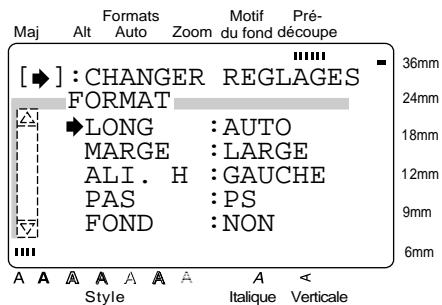 Formats Motif Pré-
Maj Alt Auto Zoom du fond découpe
[➧]:CHANGER REGLAGES
FORMAT
➧LONG :AUTO
MARGE :LARGE
ALI. H :GAUCHE
PAS :PS
FOND :NON
36mm
24mm
18mm
12mm
9mm
6mm
A A A A A A A A A
Style Italique Verticale